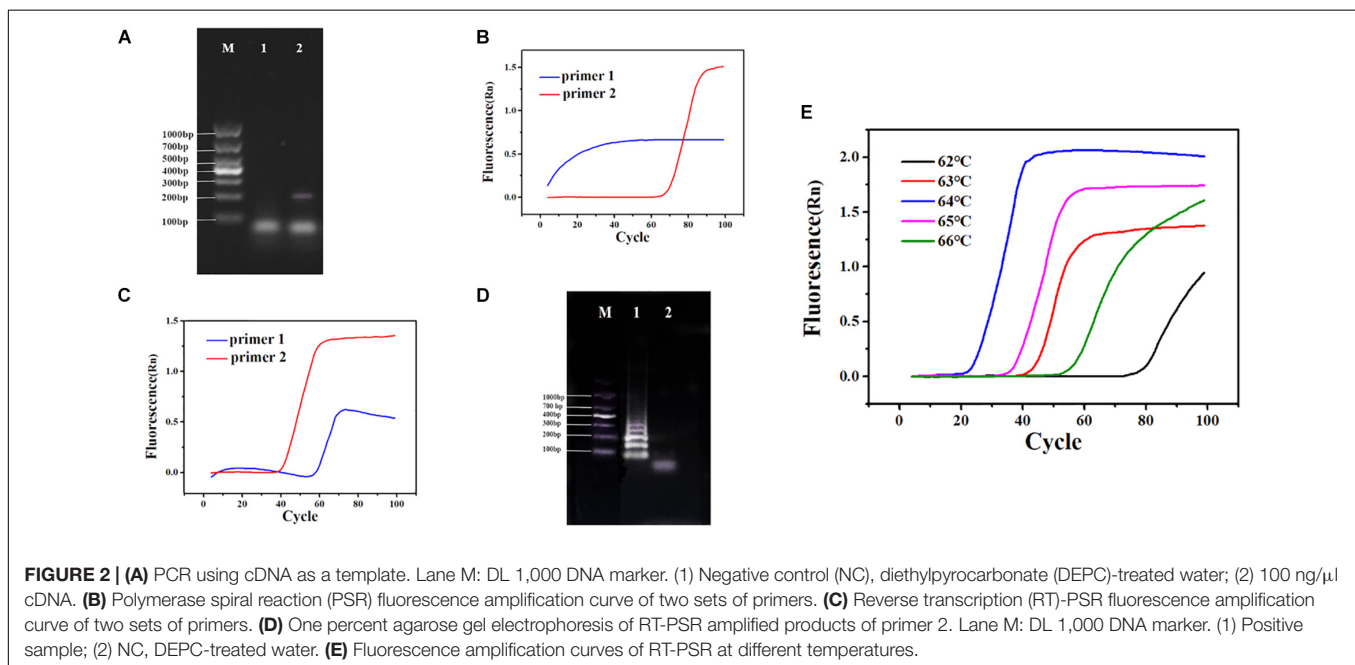 A
M 1 2
1000bp
700bp
500bp
400bp
300bp
200bp
100bp
B
primer 1
primer 2
Fluorescence(Rn)
1.5
1.0
0.5
0.0
0 20 40 60 80 100
Cycle
C
primer 1
primer 2
Fluorescence(Rn)
1.5
1.0
0.5
0.0
0 20 40 60 80 100
Cycle
D
M 1 2
1000bp
700 bp
400bp
300bp
200bp
100bp
E
62°C
63°C
64°C
65°C
66°C
Fluoresence(Rn)
2.0
1.5
1.0
0.5
0.0
0 20 40 60 80 100
Cycle
FIGURE 2 | (A) PCR using cDNA as a template. Lane M: DL 1,000 DNA marker. (1) Negative control (NC), diethylpyrocarbonate (DEPC)-treated water; (2) 100 ng/µl
cDNA. (B) Polymerase spiral reaction (PSR) fluorescence amplification curve of two sets of primers. (C) Reverse transcription (RT)-PSR fluorescence amplification
curve of two sets of primers. (D) One percent agarose gel electrophoresis of RT-PSR amplified products of primer 2. Lane M: DL 1,000 DNA marker. (1) Positive
sample; (2) NC, DEPC-treated water. (E) Fluorescence amplification curves of RT-PSR at different temperatures.